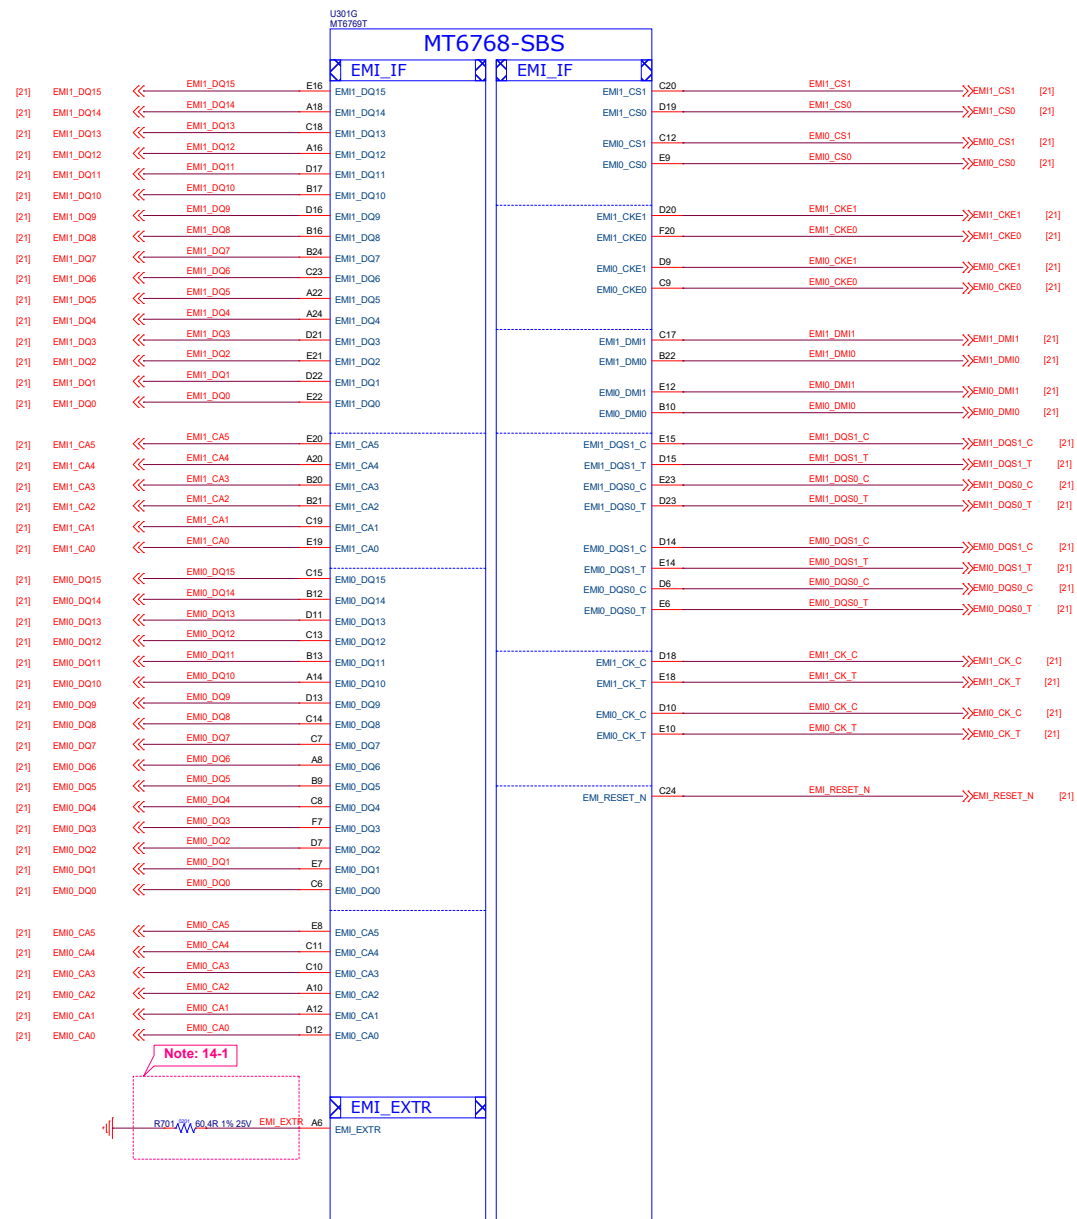 U301G
MT6769T
MT6768-SBS
EMI_IF EMI_IF
[21] EMI1_DQ15 EMI1_DQ15 E16 EMI1_DQ15
[21] EMI1_DQ14 EMI1_DQ14 A18 EMI1_DQ14
[21] EMI1_DQ13 EMI1_DQ13 C18 EMI1_DQ13
[21] EMI1_DQ12 EMI1_DQ12 A16 EMI1_DQ12
[21] EMI1_DQ11 EMI1_DQ11 D17 EMI1_DQ11
[21] EMI1_DQ10 EMI1_DQ10 B17 EMI1_DQ10
[21] EMI1_DQ9 EMI1_DQ9 D16 EMI1_DQ9
[21] EMI1_DQ8 EMI1_DQ8 B16 EMI1_DQ8
[21] EMI1_DQ7 EMI1_DQ7 B24 EMI1_DQ7
[21] EMI1_DQ6 EMI1_DQ6 C23 EMI1_DQ6
[21] EMI1_DQ5 EMI1_DQ5 A22 EMI1_DQ5
[21] EMI1_DQ4 EMI1_DQ4 A24 EMI1_DQ4
[21] EMI1_DQ3 EMI1_DQ3 D21 EMI1_DQ3
[21] EMI1_DQ2 EMI1_DQ2 E21 EMI1_DQ2
[21] EMI1_DQ1 EMI1_DQ1 D22 EMI1_DQ1
[21] EMI1_DQ0 EMI1_DQ0 E22 EMI1_DQ0
[21] EMI1_CA5 EMI1_CA5 E20 EMI1_CA5
[21] EMI1_CA4 EMI1_CA4 A20 EMI1_CA4
[21] EMI1_CA3 EMI1_CA3 B20 EMI1_CA3
[21] EMI1_CA2 EMI1_CA2 B21 EMI1_CA2
[21] EMI1_CA1 EMI1_CA1 C19 EMI1_CA1
[21] EMI1_CA0 EMI1_CA0 E19 EMI1_CA0
[21] EMI0_DQ15 EMI0_DQ15 C15 EMI0_DQ15
[21] EMI0_DQ14 EMI0_DQ14 B12 EMI0_DQ14
[21] EMI0_DQ13 EMI0_DQ13 D11 EMI0_DQ13
[21] EMI0_DQ12 EMI0_DQ12 C13 EMI0_DQ12
[21] EMI0_DQ11 EMI0_DQ11 B13 EMI0_DQ11
[21] EMI0_DQ10 EMI0_DQ10 A14 EMI0_DQ10
[21] EMI0_DQ9 EMI0_DQ9 D13 EMI0_DQ9
[21] EMI0_DQ8 EMI0_DQ8 C14 EMI0_DQ8
[21] EMI0_DQ7 EMI0_DQ7 C7 EMI0_DQ7
[21] EMI0_DQ6 EMI0_DQ6 A8 EMI0_DQ6
[21] EMI0_DQ5 EMI0_DQ5 B9 EMI0_DQ5
[21] EMI0_DQ4 EMI0_DQ4 C8 EMI0_DQ4
[21] EMI0_DQ3 EMI0_DQ3 F7 EMI0_DQ3
[21] EMI0_DQ2 EMI0_DQ2 D7 EMI0_DQ2
[21] EMI0_DQ1 EMI0_DQ1 E7 EMI0_DQ1
[21] EMI0_DQ0 EMI0_DQ0 C6 EMI0_DQ0
[21] EMI0_CA5 EMI0_CA5 E8 EMI0_CA5
[21] EMI0_CA4 EMI0_CA4 C11 EMI0_CA4
[21] EMI0_CA3 EMI0_CA3 C10 EMI0_CA3
[21] EMI0_CA2 EMI0_CA2 A10 EMI0_CA2
[21] EMI0_CA1 EMI0_CA1 A12 EMI0_CA1
[21] EMI0_CA0 EMI0_CA0 D12 EMI0_CA0
Note: 14-1
EMI_EXTR
R701 60,4R 1% 25V EMI_EXTR A6 EMI_EXTR
EMI1_CS1 C20 EMI1_CS1 EMI1_CS1 [21]
EMI1_CS0 D19 EMI1_CS0 EMI1_CS0 [21]
EMI0_CS1 C12 EMI0_CS1 EMI0_CS1 [21]
EMI0_CS0 E9 EMI0_CS0 EMI0_CS0 [21]
EMI1_CKE1 D20 EMI1_CKE1 EMI1_CKE1 [21]
EMI1_CKE0 F20 EMI1_CKE0 EMI1_CKE0 [21]
EMI0_CKE1 D9 EMI0_CKE1 EMI0_CKE1 [21]
EMI0_CKE0 C9 EMI0_CKE0 EMI0_CKE0 [21]
EMI1_DMI1 C17 EMI1_DMI1 EMI1_DMI1 [21]
EMI1_DMI0 B22 EMI1_DMI0 EMI1_DMI0 [21]
EMI0_DMI1 E12 EMI0_DMI1 EMI0_DMI1 [21]
EMI0_DMI0 B10 EMI0_DMI0 EMI0_DMI0 [21]
EMI1_DQS1_C E15 EMI1_DQS1_C EMI1_DQS1_C [21]
EMI1_DQS1_T D15 EMI1_DQS1_T EMI1_DQS1_T [21]
EMI1_DQS0_C E23 EMI1_DQS0_C EMI1_DQS0_C [21]
EMI1_DQS0_T D23 EMI1_DQS0_T EMI1_DQS0_T [21]
EMI0_DQS1_C D14 EMI0_DQS1_C EMI0_DQS1_C [21]
EMI0_DQS1_T E14 EMI0_DQS1_T EMI0_DQS1_T [21]
EMI0_DQS0_C D6 EMI0_DQS0_C EMI0_DQS0_C [21]
EMI0_DQS0_T E6 EMI0_DQS0_T EMI0_DQS0_T [21]
EMI1_CK_C D18 EMI1_CK_C EMI1_CK_C [21]
EMI1_CK_T E18 EMI1_CK_T EMI1_CK_T [21]
EMI0_CK_C D10 EMI0_CK_C EMI0_CK_C [21]
EMI0_CK_T E10 EMI0_CK_T EMI0_CK_T [21]
EMI_RESET_N C24 EMI_RESET_N EMI_RESET_N [21]